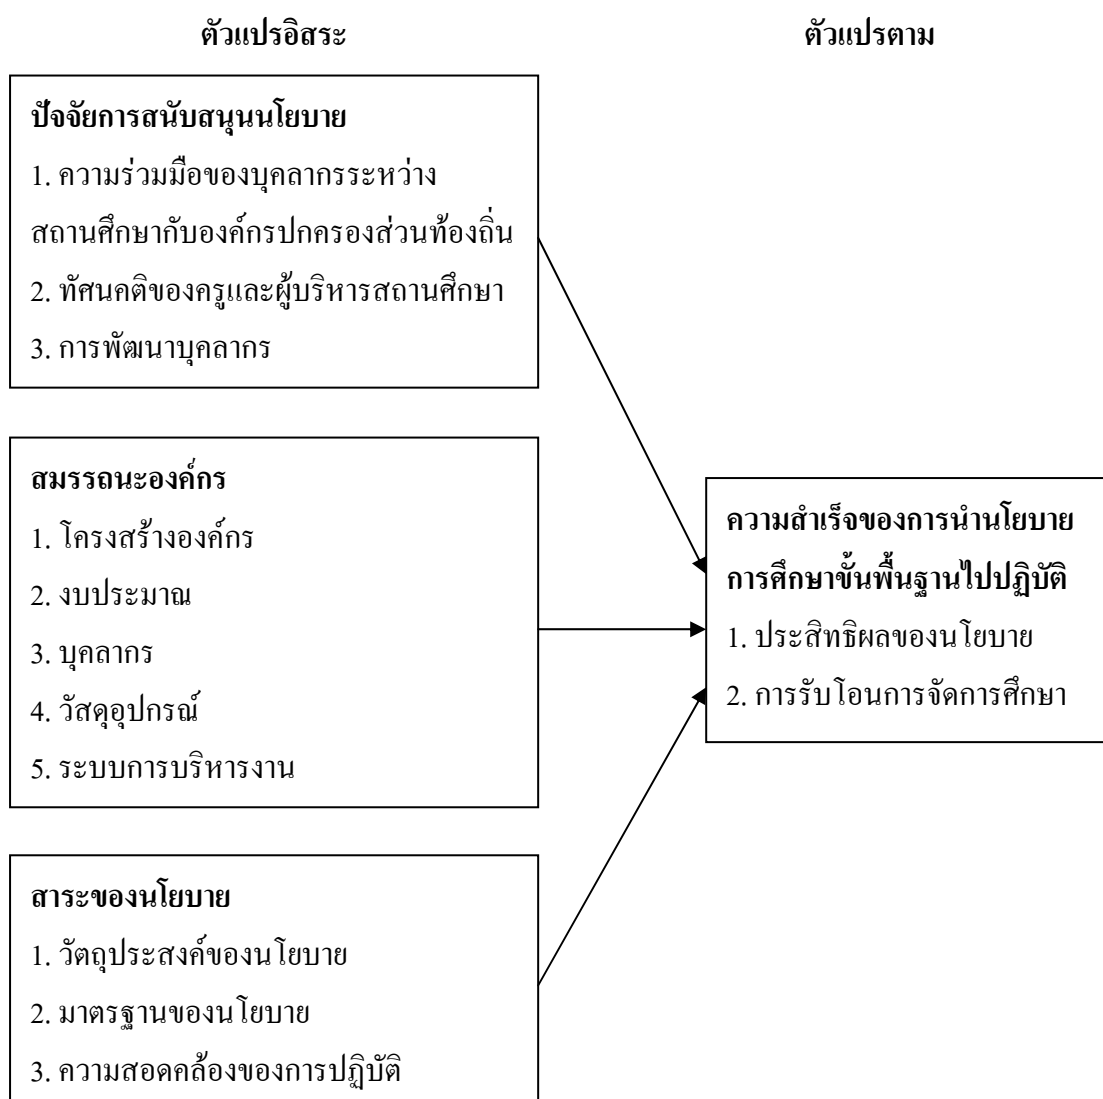 ตัวแปรอิสระ
ตัวแปรตาม
ปัจจัยการสนับสนุนนโยบาย
1. ความร่วมมือของบุคลากรระหว่าง
สถานศึกษากับองค์กรปกครองส่วนท้องถิ่น
2. ทัศนคติของครูและผู้บริหารสถานศึกษา
3. การพัฒนาบุคลากร
สมรรถนะองค์กร
1. โครงสร้างองค์กร
2. งบประมาณ
3. บุคลากร
4. วัสดุอุปกรณ์
5. ระบบการบริหารงาน
สาระของนโยบาย
1. วัตถุประสงค์ของนโยบาย
2. มาตรฐานของนโยบาย
3. ความสอดคล้องของการปฏิบัติ
ความสำเร็จของการนำนโยบาย
การศึกษาขั้นพื้นฐานไปปฏิบัติ
1. ประสิทธิผลของนโยบาย
2. การรับโอนการจัดการศึกษา